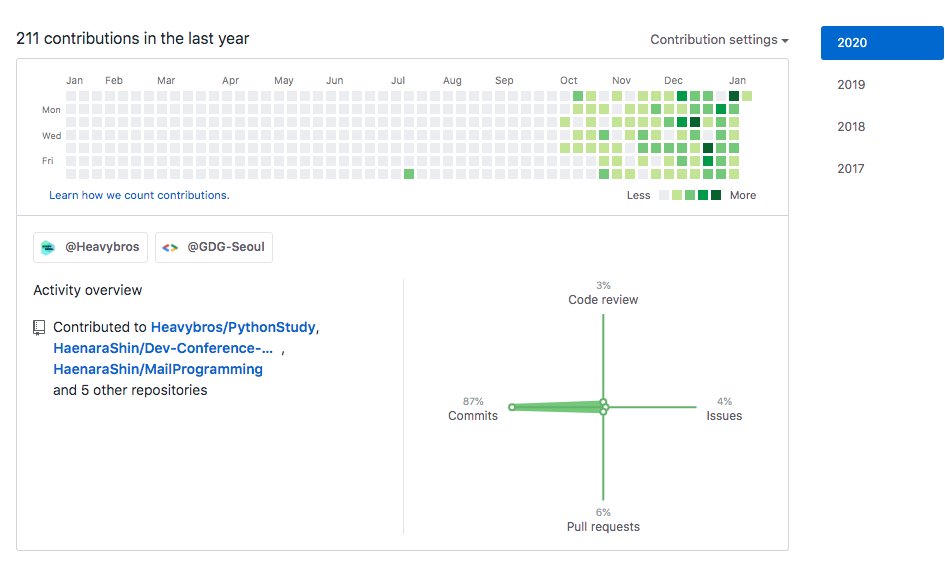 211 contributions in the last year
Contribution settings
2020
2019
2018
2017
Jan Feb Mar Apr May Jun Jul Aug Sep Oct Nov Dec Jan
Mon
Wed
Fri
Learn how we count contributions.
Less More
@Heavybros
@GDG-Seoul
Activity overview
Contributed to Heavybros/PythonStudy,
HaenaraShin/Dev-Conference-... ,
HaenaraShin/MailProgramming
and 5 other repositories
3%
Code review
87%
Commits
4%
Issues
6%
Pull requests